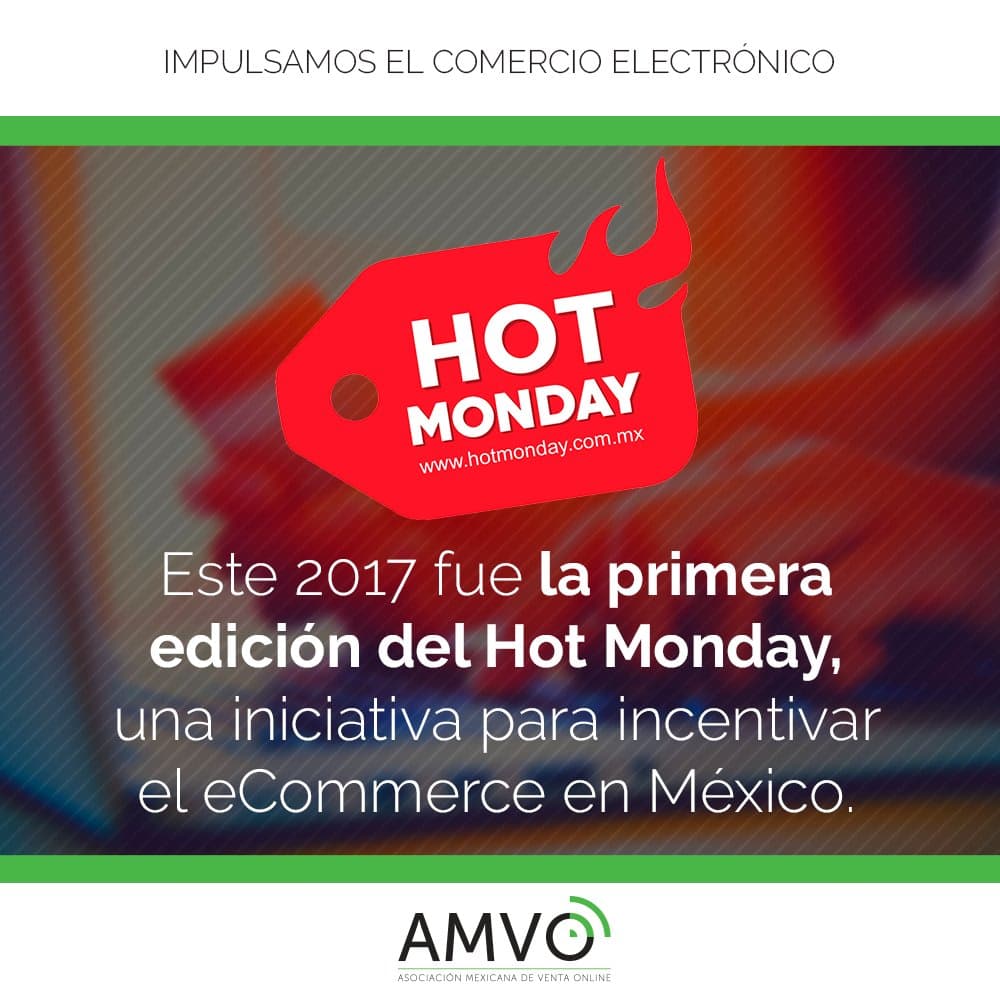 IMPULSAMOS EL COMERCIO ELECTRÓNICO
HOT
MONDAY
www.hotmonday.com.mx
Este 2017 fue la primera
edición del Hot Monday,
una iniciativa para incentivar
el eCommerce en México.
AMVO
ASOCIACIÓN MEXICANA DE VENTA ONLINE